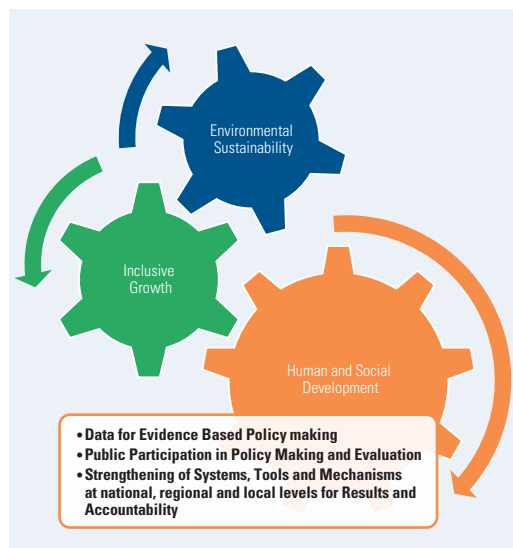 Environmental
Sustainability
Inclusive
Growth
Human and Social
Development
• Data for Evidence Based Policy making
• Public Participation in Policy Making and Evaluation
• Strengthening of Systems, Tools and Mechanisms
at national, regional and local levels for Results and
Accountability